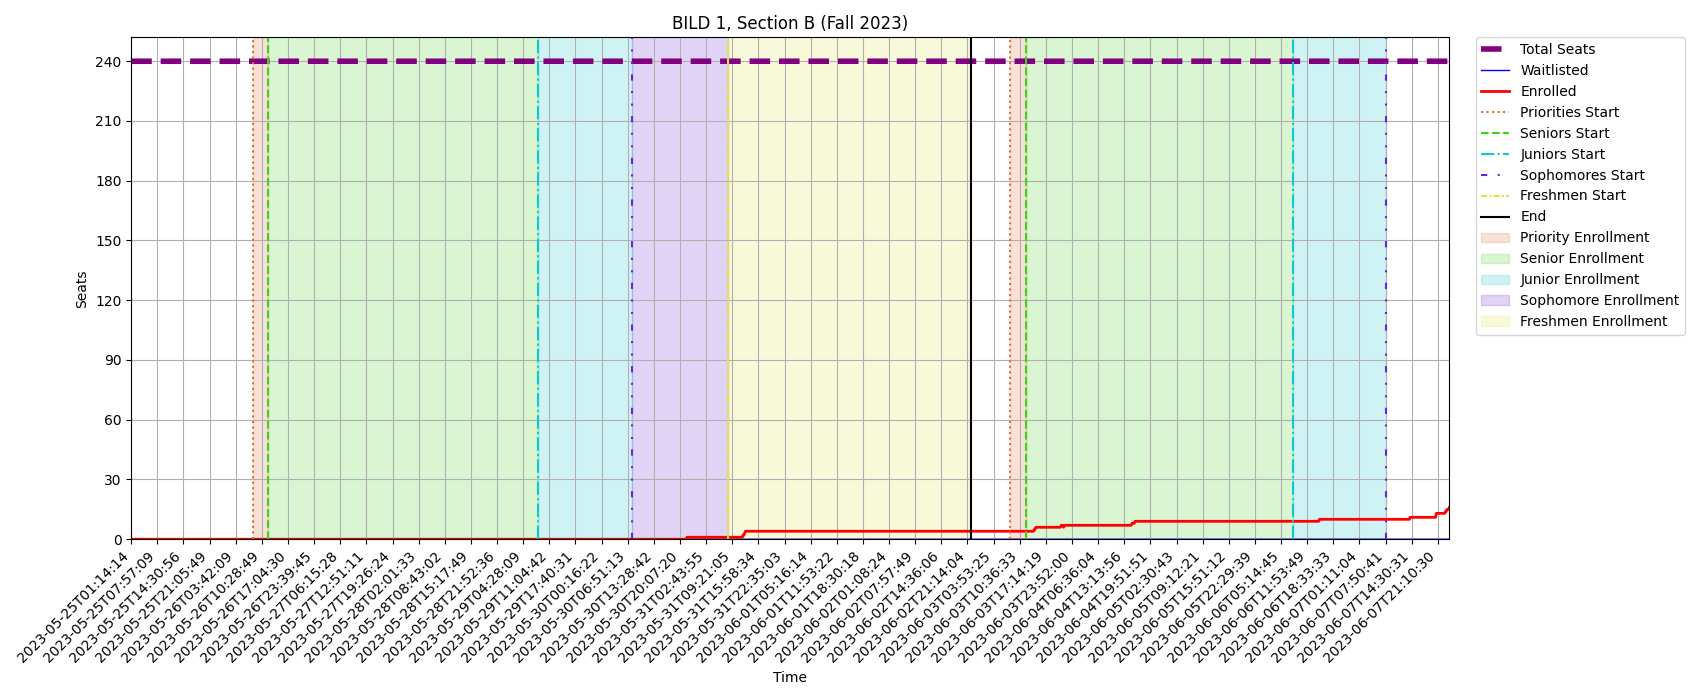 BILD 1, Section B (Fall 2023)
Seats
240
210
180
150
120
90
60
30
0
2023-05-25T01:14:14
2023-05-25T07:57:09
2023-05-25T14:30:56
2023-05-25T21:05:49
2023-05-26T03:42:09
2023-05-26T10:28:49
2023-05-26T17:04:30
2023-05-26T23:39:45
2023-05-27T06:15:28
2023-05-27T12:51:11
2023-05-27T19:26:24
2023-05-28T02:01:33
2023-05-28T08:43:02
2023-05-28T15:17:49
2023-05-28T21:52:36
2023-05-29T04:28:09
2023-05-29T11:04:42
2023-05-29T17:40:31
2023-05-30T00:16:22
2023-05-30T06:51:13
2023-05-30T13:28:42
2023-05-30T20:07:20
2023-05-31T02:43:55
2023-05-31T09:21:05
2023-05-31T15:58:34
2023-05-31T22:35:03
2023-06-01T05:16:14
2023-06-01T11:53:22
2023-06-01T18:30:18
2023-06-02T01:08:24
2023-06-02T07:57:49
2023-06-02T14:36:06
2023-06-02T21:14:04
2023-06-03T03:53:25
2023-06-03T10:36:33
2023-06-03T17:14:19
2023-06-03T23:52:00
2023-06-04T06:36:04
2023-06-04T13:13:56
2023-06-04T19:51:51
2023-06-05T02:30:43
2023-06-05T09:12:21
2023-06-05T15:51:12
2023-06-05T22:29:39
2023-06-06T05:14:45
2023-06-06T11:53:49
2023-06-06T18:33:33
2023-06-07T01:11:04
2023-06-07T07:50:41
2023-06-07T14:30:31
2023-06-07T21:10:30
Time
Total Seats
Waitlisted
Enrolled
Priorities Start
Seniors Start
Juniors Start
Sophomores Start
Freshmen Start
End
Priority Enrollment
Senior Enrollment
Junior Enrollment
Sophomore Enrollment
Freshmen Enrollment